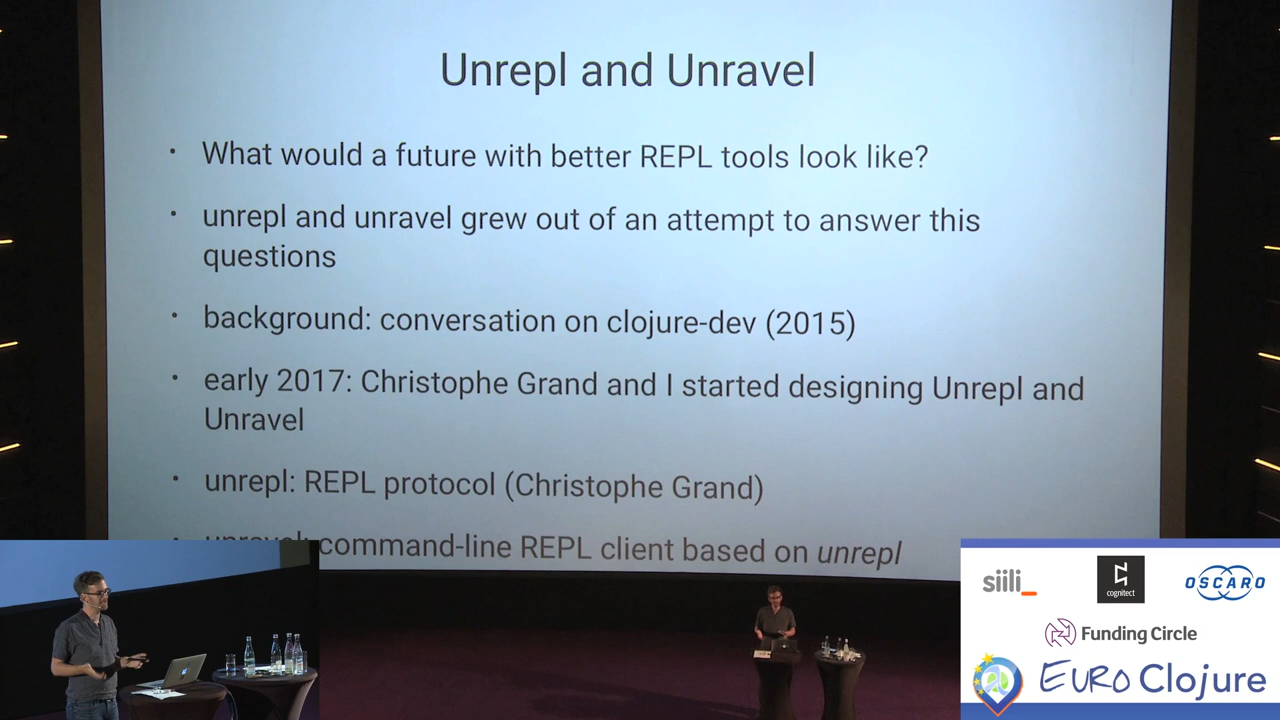 Unrepl and Unravel
• What would a future with better REPL tools look like?
• unrepl and unravel grew out of an attempt to answer this
questions
• background: conversation on clojure-dev (2015)
• early 2017: Christophe Grand and I started designing Unrepl and
Unravel
• unrepl: REPL protocol (Christophe Grand)
• unravel: command-line REPL client based on unrepl
siili_
cognitect
OSCARO
Funding Circle
EURO Clojure